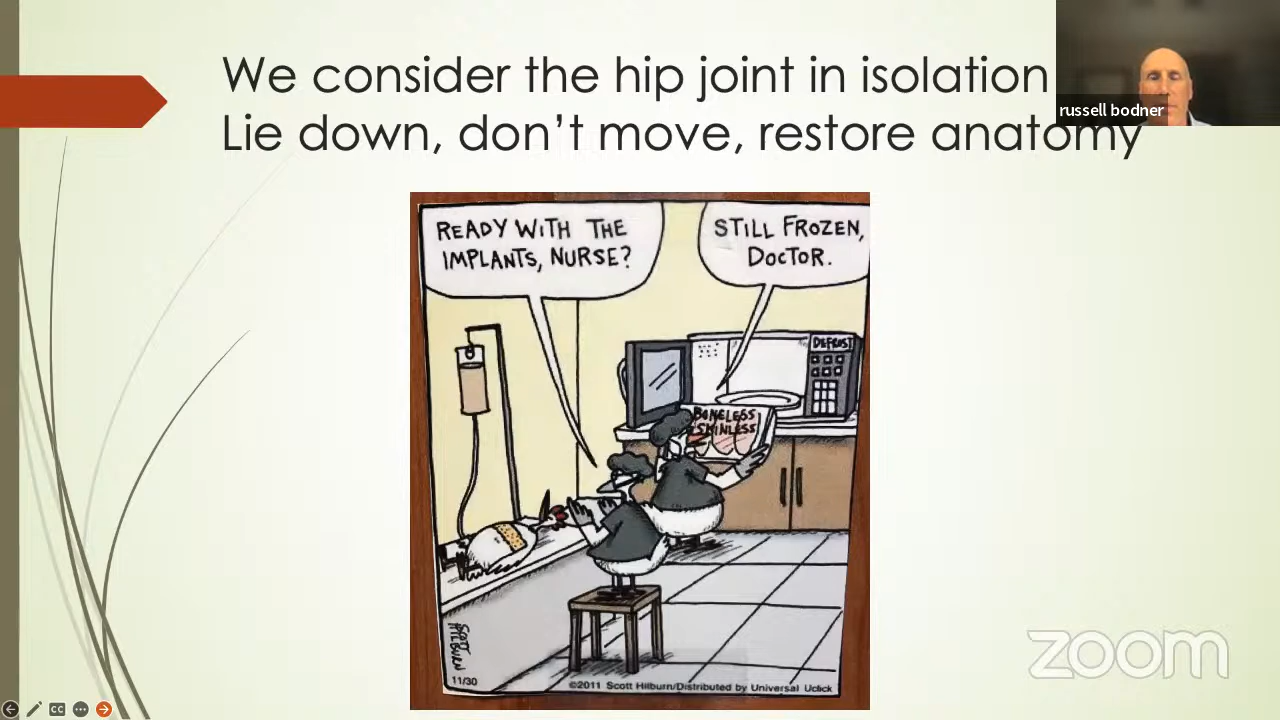 We consider the hip joint in isolation
Lie down, don't move, restore anatomy
russell bodner
READY WITH THE
IMPLANTS, NURSE?
STILL FROZEN,
DOCTOR.
DEFROST
BONELESS
SKINLESS
SCOTT
HILBURN
11/30
©2011 Scott Hilburn/Distributed by Universal Uclick
zoom
CC